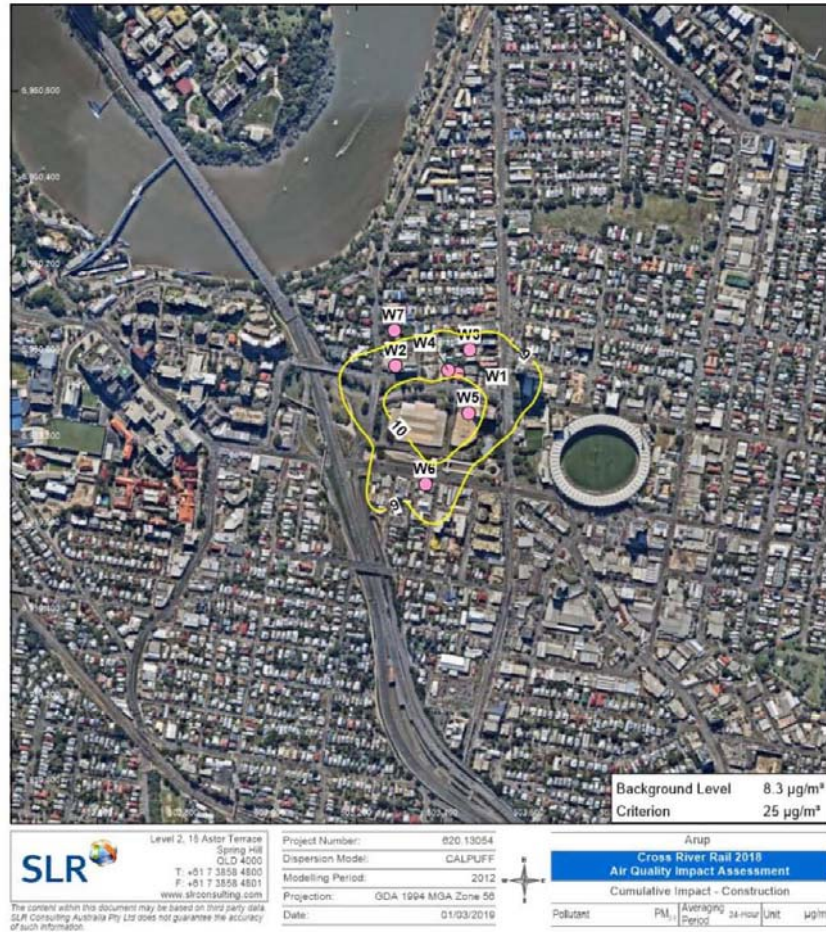 6,960,600
W7
W4
W3
W2
9
W1
W5
10
W6
9
Background Level 8.3 µg/m³
Criterion 25 µg/m³
SLR
Level 2, 15 Astor Terrace
Spring Hill
QLD 4000
T: +61 7 3858 4800
F: +61 7 3858 4801
www.slrconsulting.com
The content within this document may be based on third party data.
SLR Consulting Australia Pty Ltd does not guarantee the accuracy
of such information.
Project Number: 620.13054
Dispersion Model: CALPUFF
Modelling Period: 2012
Projection: GDA 1994 MGA Zone 56
Date: 01/03/2019
Arup
Cross River Rail 2018
Air Quality Impact Assessment
Cumulative Impact - Construction
Pollutant PM Averaging Period 24-Hour Unit µg/m